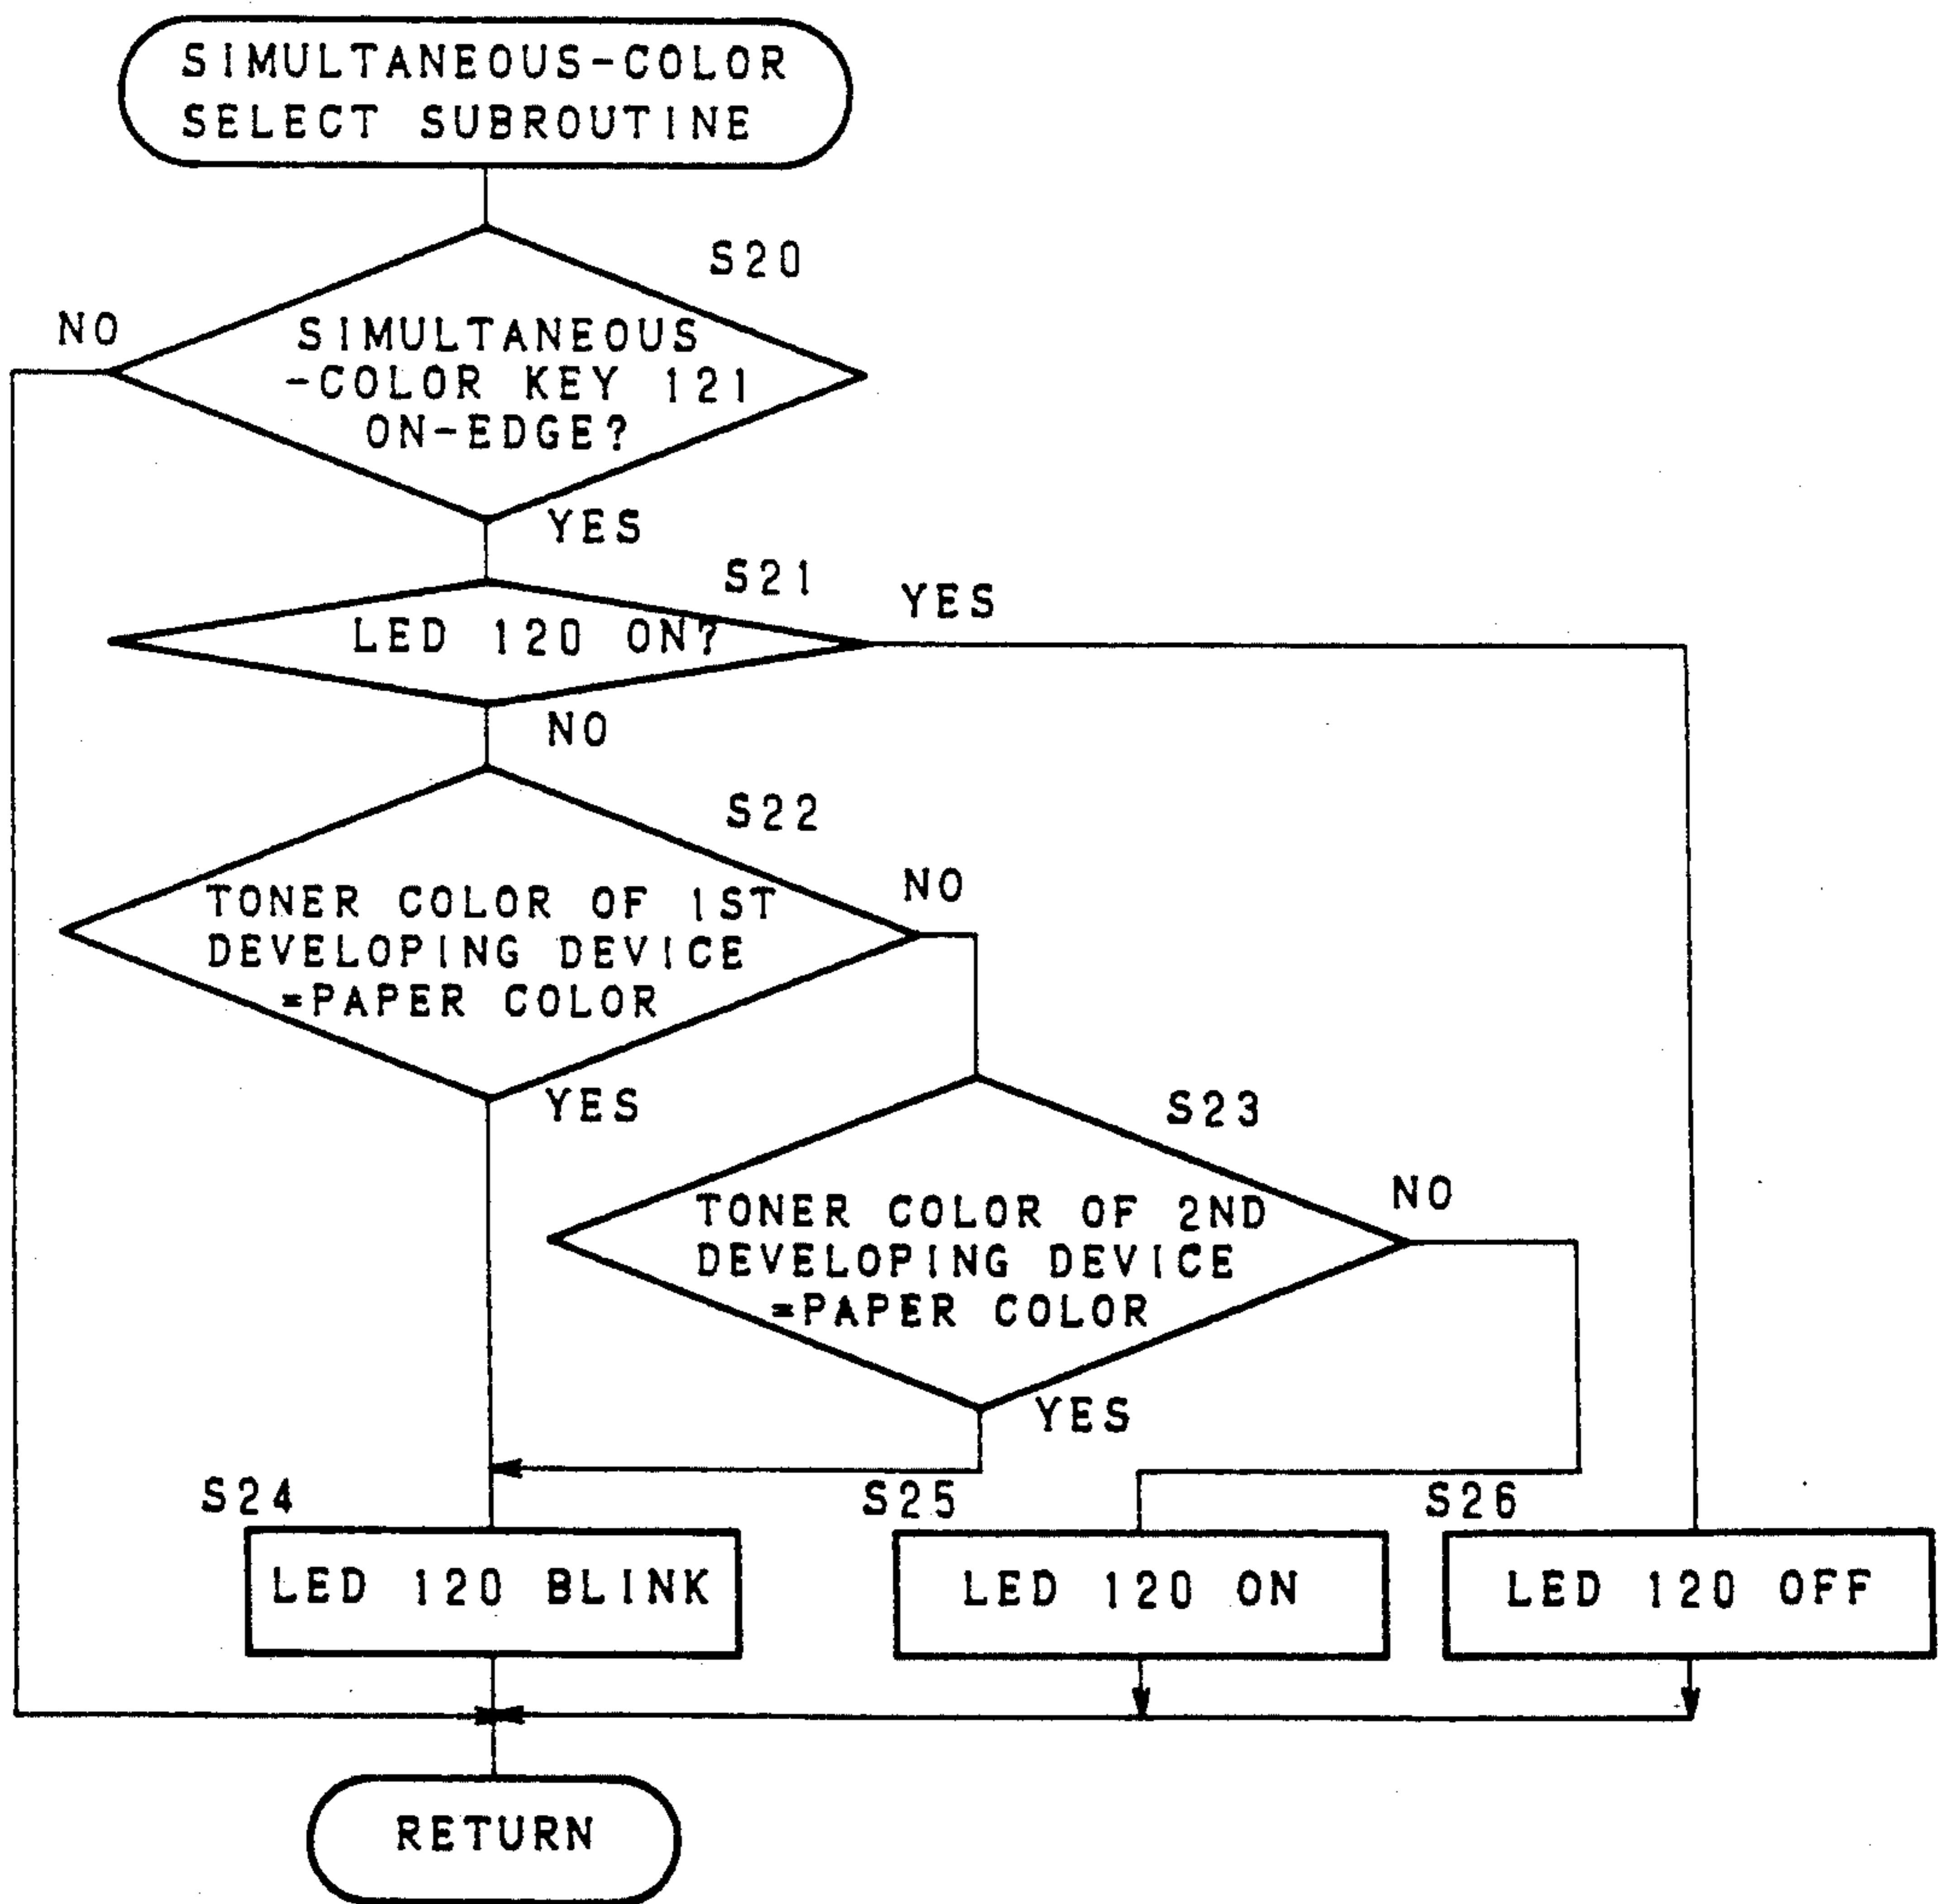 SIMULTANEOUS-COLOR
SELECT SUBROUTINE
S20
NO
SIMULTANEOUS
-COLOR KEY 121
ON-EDGE?
YES
S21
YES
LED 120 ON?
NO
S22
NO
TONER COLOR OF 1ST
DEVELOPING DEVICE
=PAPER COLOR
YES
S23
NO
TONER COLOR OF 2ND
DEVELOPING DEVICE
=PAPER COLOR
YES
S24
S25
S26
LED 120 BLINK
LED 120 ON
LED 120 OFF
RETURN